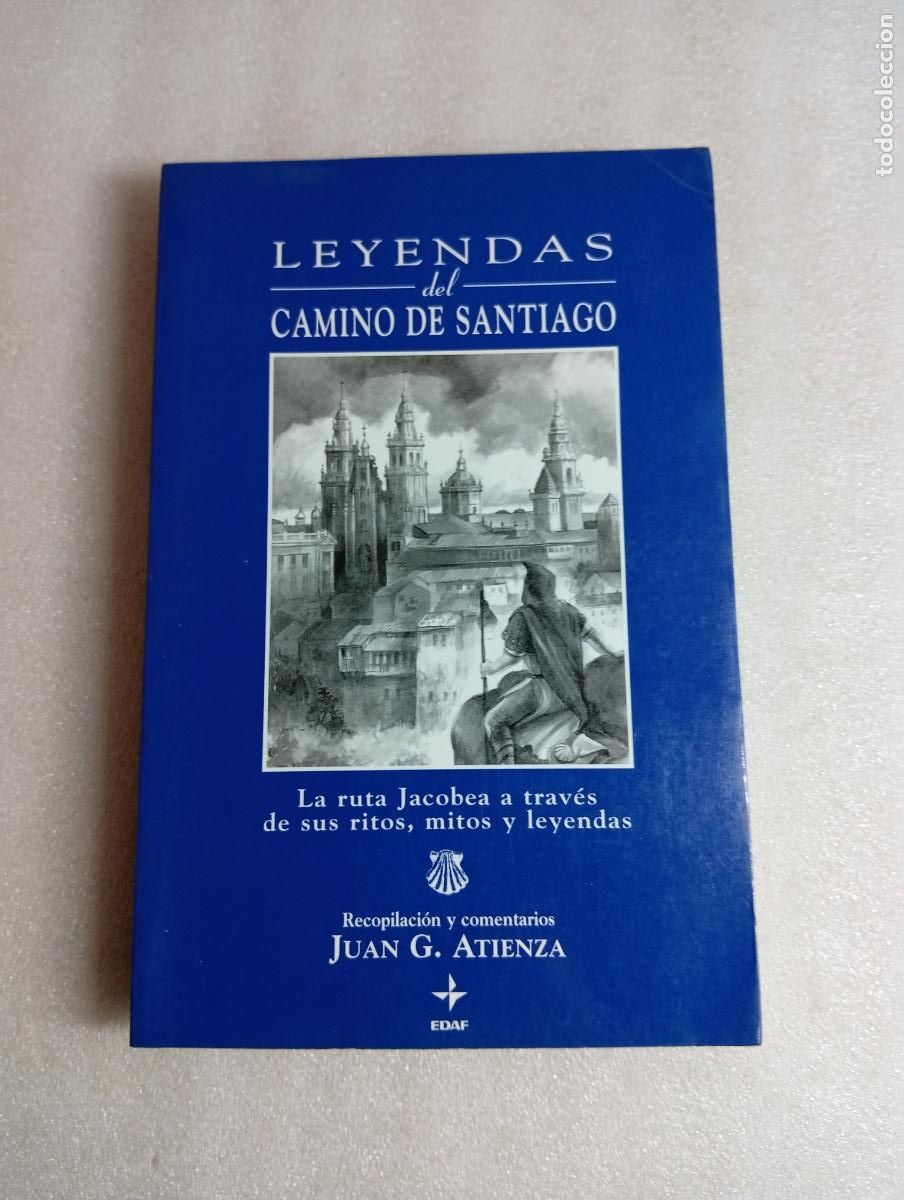 LEYENDAS
del
CAMINO DE SANTIAGO
La ruta Jacobea a través
de sus ritos, mitos y leyendas
Recopilación y comentarios
JUAN G. ATIENZA
EDAF
todocoleccion